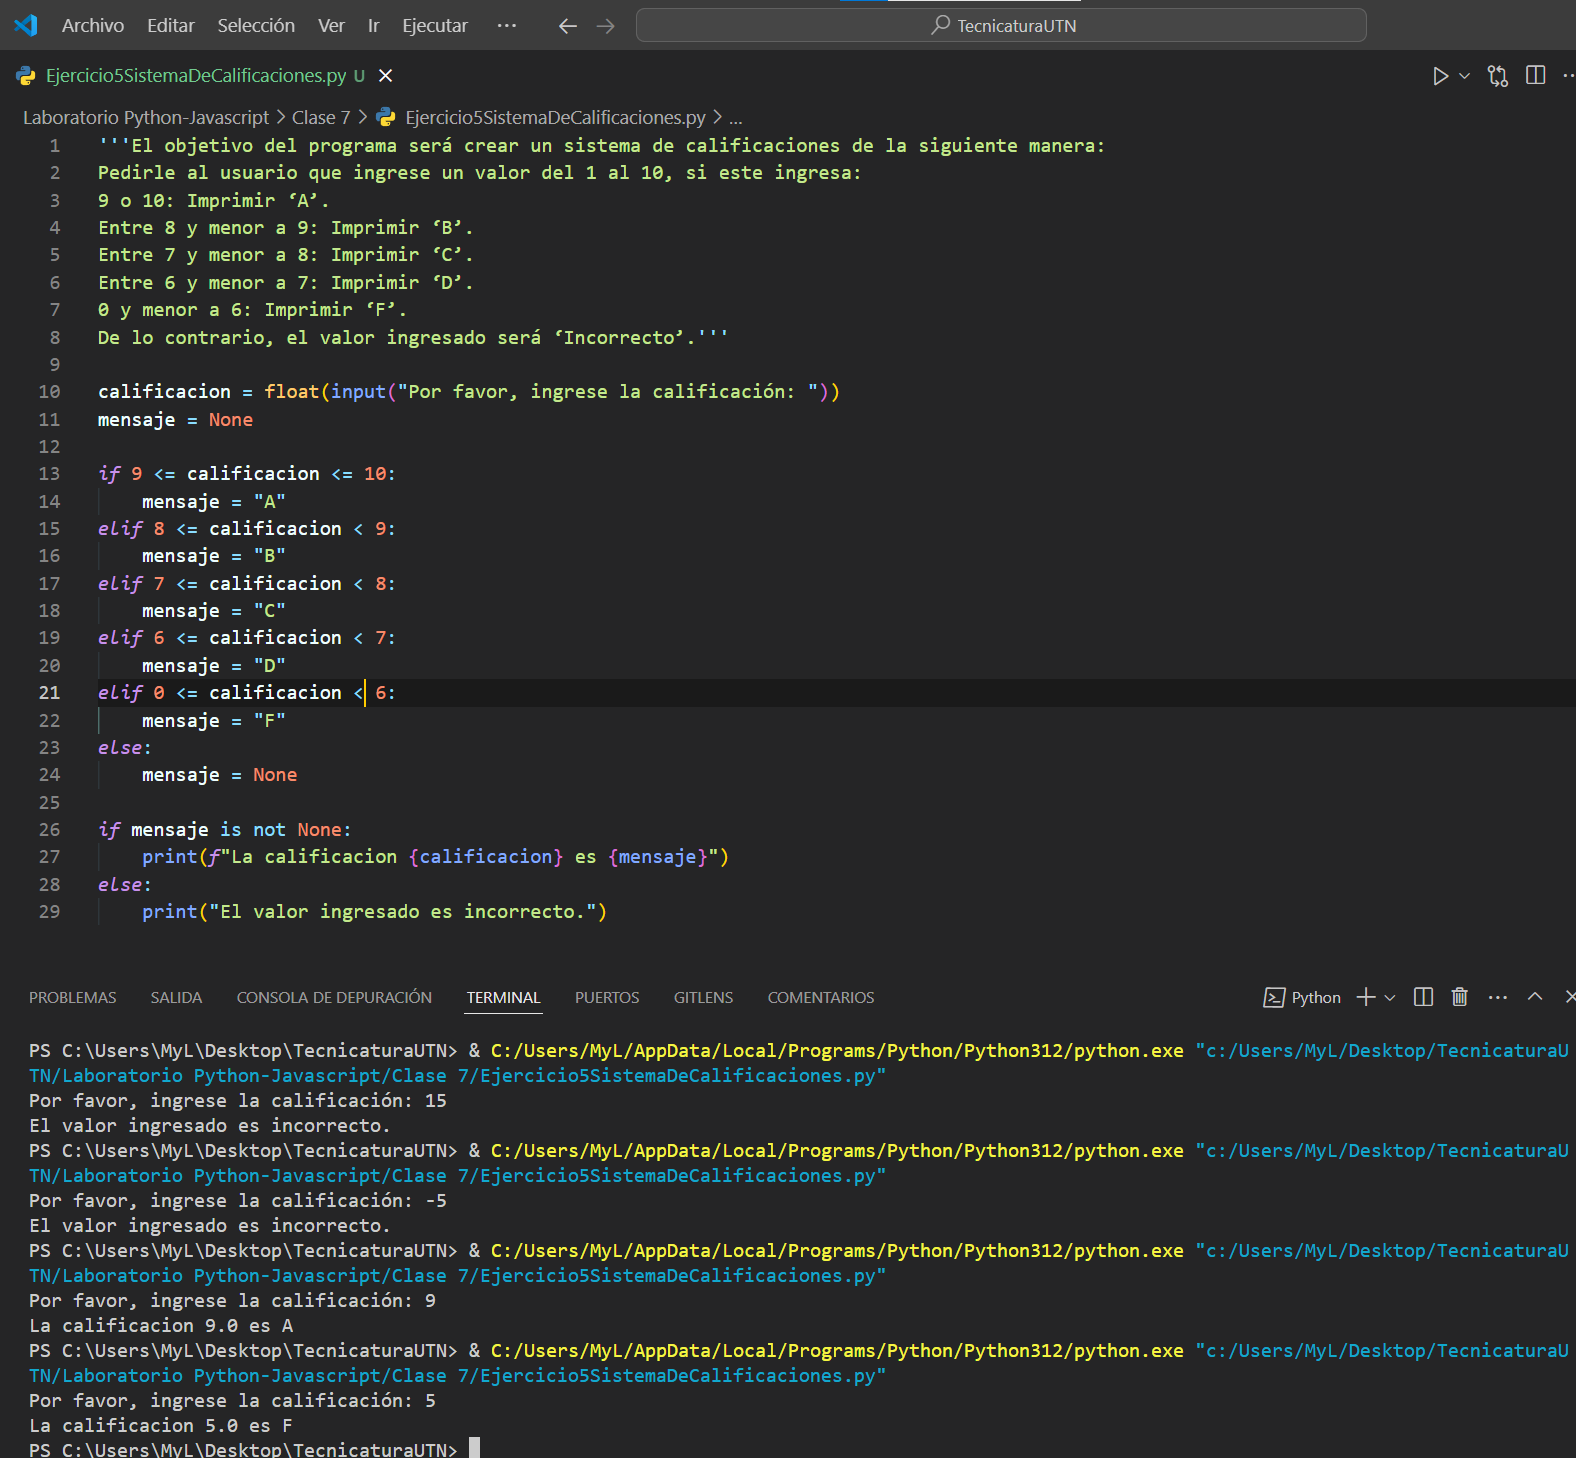 Archivo Editar Selección Ver Ir Ejecutar ··· TecnicaturaUTN
Ejercicio5SistemaDeCalificaciones.py U
Laboratorio Python-Javascript > Clase 7 > Ejercicio5SistemaDeCalificaciones.py > ...
1 '''El objetivo del programa será crear un sistema de calificaciones de la siguiente manera:
2 Pedirle al usuario que ingrese un valor del 1 al 10, si este ingresa:
3 9 o 10: Imprimir ‘A’.
4 Entre 8 y menor a 9: Imprimir ‘B’.
5 Entre 7 y menor a 8: Imprimir ‘C’.
6 Entre 6 y menor a 7: Imprimir ‘D’.
7 0 y menor a 6: Imprimir ‘F’.
8 De lo contrario, el valor ingresado será ‘Incorrecto’.'''
9
10 calificacion = float(input("Por favor, ingrese la calificación: "))
11 mensaje = None
12
13 if 9 <= calificacion <= 10:
14     mensaje = "A"
15 elif 8 <= calificacion < 9:
16     mensaje = "B"
17 elif 7 <= calificacion < 8:
18     mensaje = "C"
19 elif 6 <= calificacion < 7:
20     mensaje = "D"
21 elif 0 <= calificacion < 6:
22     mensaje = "F"
23 else:
24     mensaje = None
25
26 if mensaje is not None:
27     print(f"La calificacion {calificacion} es {mensaje}")
28 else:
29     print("El valor ingresado es incorrecto.")
PROBLEMAS SALIDA CONSOLA DE DEPURACIÓN TERMINAL PUERTOS GITLENS COMENTARIOS Python
PS C:\Users\MyL\Desktop\TecnicaturaUTN> & C:/Users/MyL/AppData/Local/Programs/Python/Python312/python.exe "c:/Users/MyL/Desktop/TecnicaturaU
TN/Laboratorio Python-Javascript/Clase 7/Ejercicio5SistemaDeCalificaciones.py"
Por favor, ingrese la calificación: 15
El valor ingresado es incorrecto.
PS C:\Users\MyL\Desktop\TecnicaturaUTN> & C:/Users/MyL/AppData/Local/Programs/Python/Python312/python.exe "c:/Users/MyL/Desktop/TecnicaturaU
TN/Laboratorio Python-Javascript/Clase 7/Ejercicio5SistemaDeCalificaciones.py"
Por favor, ingrese la calificación: -5
El valor ingresado es incorrecto.
PS C:\Users\MyL\Desktop\TecnicaturaUTN> & C:/Users/MyL/AppData/Local/Programs/Python/Python312/python.exe "c:/Users/MyL/Desktop/TecnicaturaU
TN/Laboratorio Python-Javascript/Clase 7/Ejercicio5SistemaDeCalificaciones.py"
Por favor, ingrese la calificación: 9
La calificacion 9.0 es A
PS C:\Users\MyL\Desktop\TecnicaturaUTN> & C:/Users/MyL/AppData/Local/Programs/Python/Python312/python.exe "c:/Users/MyL/Desktop/TecnicaturaU
TN/Laboratorio Python-Javascript/Clase 7/Ejercicio5SistemaDeCalificaciones.py"
Por favor, ingrese la calificación: 5
La calificacion 5.0 es F
PS C:\Users\MyL\Desktop\TecnicaturaUTN>